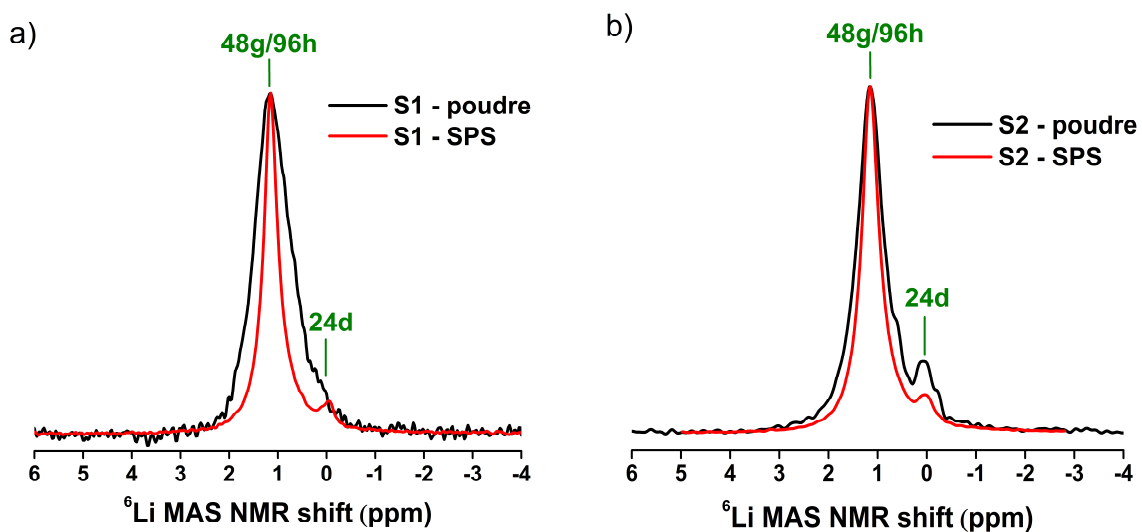 a)
48g/96h
S1 - poudre
S1 - SPS
24d
6 5 4 3 2 1 0 -1 -2 -3 -4
⁶Li MAS NMR shift (ppm)
b)
48g/96h
S2 - poudre
S2 - SPS
24d
6 5 4 3 2 1 0 -1 -2 -3 -4
⁶Li MAS NMR shift (ppm)